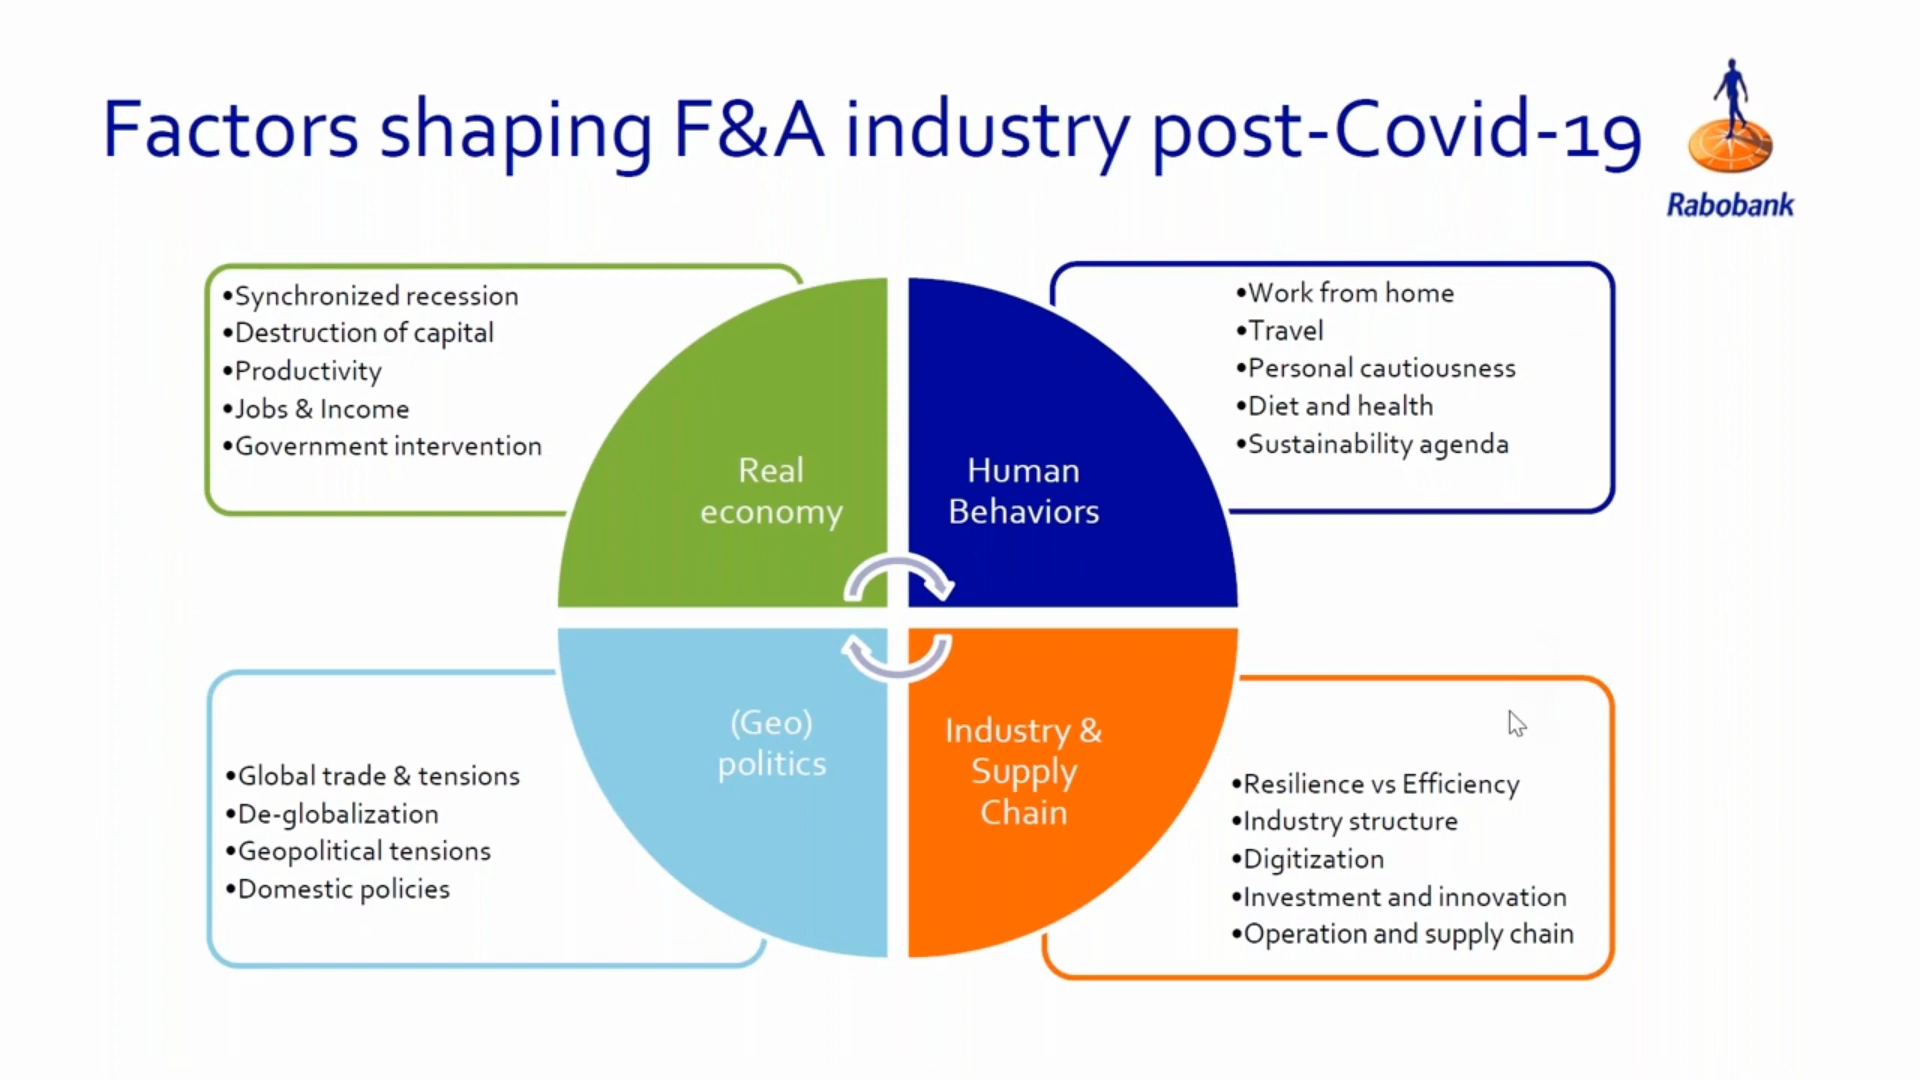 Factors shaping F&A industry post-Covid-19
Rabobank
•Synchronized recession
•Destruction of capital
•Productivity
•Jobs & Income
•Government intervention
Real
economy
Human
Behaviors
•Work from home
•Travel
•Personal cautiousness
•Diet and health
•Sustainability agenda
•Global trade & tensions
•De-globalization
•Geopolitical tensions
•Domestic policies
(Geo)
politics
Industry &
Supply
Chain
•Resilience vs Efficiency
•Industry structure
•Digitization
•Investment and innovation
•Operation and supply chain